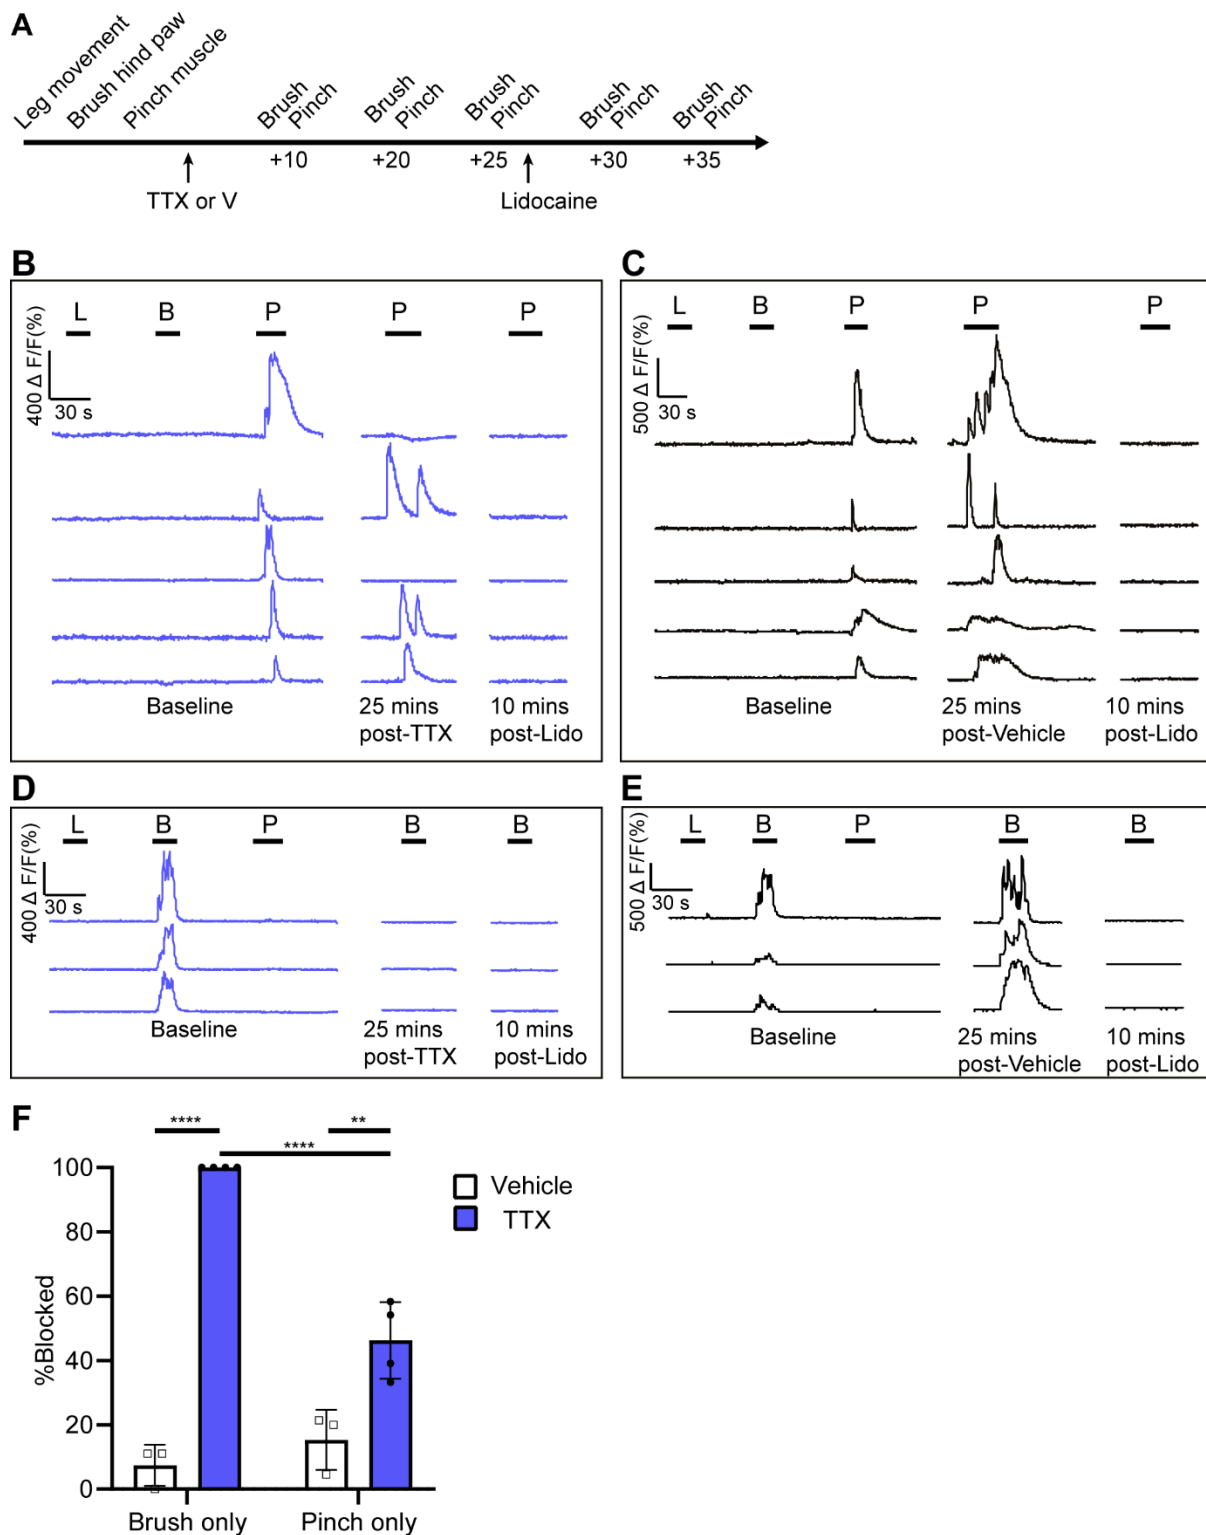 A
Leg movement
Brush hind paw
Pinch muscle
Brush Pinch
Brush Pinch
Brush Pinch
Brush Pinch
Brush Pinch
+10 +20 +25 +30 +35
TTX or V Lidocaine
B
L B P P P
400 Δ F/F(%)
30 s
Baseline
25 mins post-TTX
10 mins post-Lido
C
L B P P P
500 Δ F/F(%)
30 s
Baseline
25 mins post-Vehicle
10 mins post-Lido
D
L B P B B
400 Δ F/F(%)
30 s
Baseline
25 mins post-TTX
10 mins post-Lido
E
L B P B B
500 Δ F/F(%)
30 s
Baseline
25 mins post-Vehicle
10 mins post-Lido
F
**** **
****
%Blocked
100
80
60
40
20
0
Brush only Pinch only
Vehicle
TTX